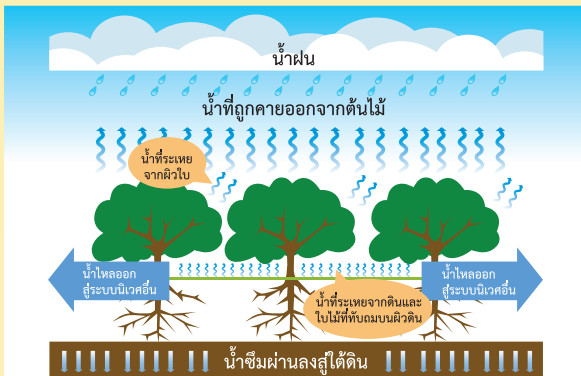 น้ำฝน
น้ำที่ถูกคายออกจากต้นไม้
น้ำที่ระเหย
จากผิวใบ
น้ำไหลออก
สู่ระบบนิเวศอื่น
น้ำไหลออก
สู่ระบบนิเวศอื่น
น้ำที่ระเหยจากดินและ
ใบไม้ที่ทับถมบนผิวดิน
น้ำซึมผ่านลงสู่ใต้ดิน